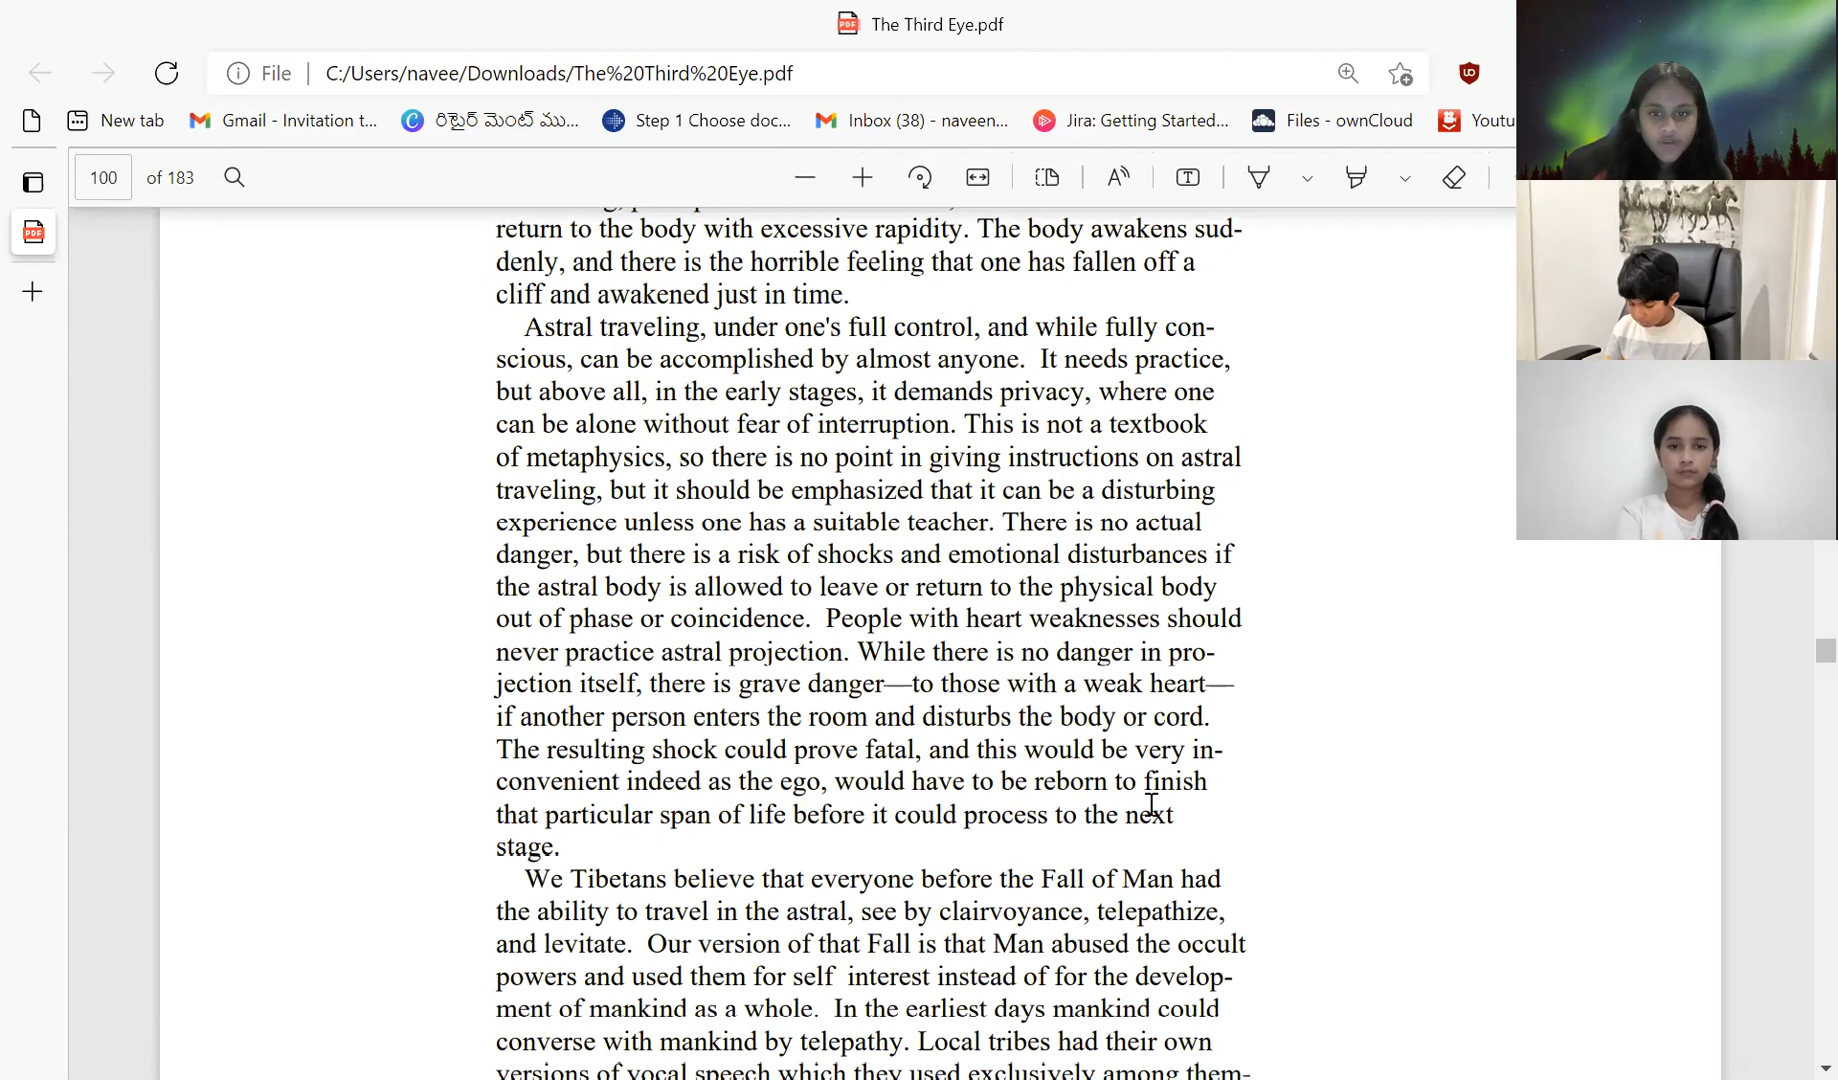 The Third Eye.pdf
File C:/Users/navee/Downloads/The%20Third%20Eye.pdf
New tab Gmail - Invitation t... రిటైర్ మెంట్ ము... Step 1 Choose doc... Inbox (38) - naveen... Jira: Getting Started... Files - ownCloud Youtu
100 of 183
return to the body with excessive rapidity. The body awakens sud-
denly, and there is the horrible feeling that one has fallen off a
cliff and awakened just in time.
Astral traveling, under one's full control, and while fully con-
scious, can be accomplished by almost anyone. It needs practice,
but above all, in the early stages, it demands privacy, where one
can be alone without fear of interruption. This is not a textbook
of metaphysics, so there is no point in giving instructions on astral
traveling, but it should be emphasized that it can be a disturbing
experience unless one has a suitable teacher. There is no actual
danger, but there is a risk of shocks and emotional disturbances if
the astral body is allowed to leave or return to the physical body
out of phase or coincidence. People with heart weaknesses should
never practice astral projection. While there is no danger in pro-
jection itself, there is grave danger—to those with a weak heart—
if another person enters the room and disturbs the body or cord.
The resulting shock could prove fatal, and this would be very in-
convenient indeed as the ego, would have to be reborn to finish
that particular span of life before it could process to the next
stage.
We Tibetans believe that everyone before the Fall of Man had
the ability to travel in the astral, see by clairvoyance, telepathize,
and levitate. Our version of that Fall is that Man abused the occult
powers and used them for self interest instead of for the develop-
ment of mankind as a whole. In the earliest days mankind could
converse with mankind by telepathy. Local tribes had their own
versions of vocal speech which they used exclusively among them-